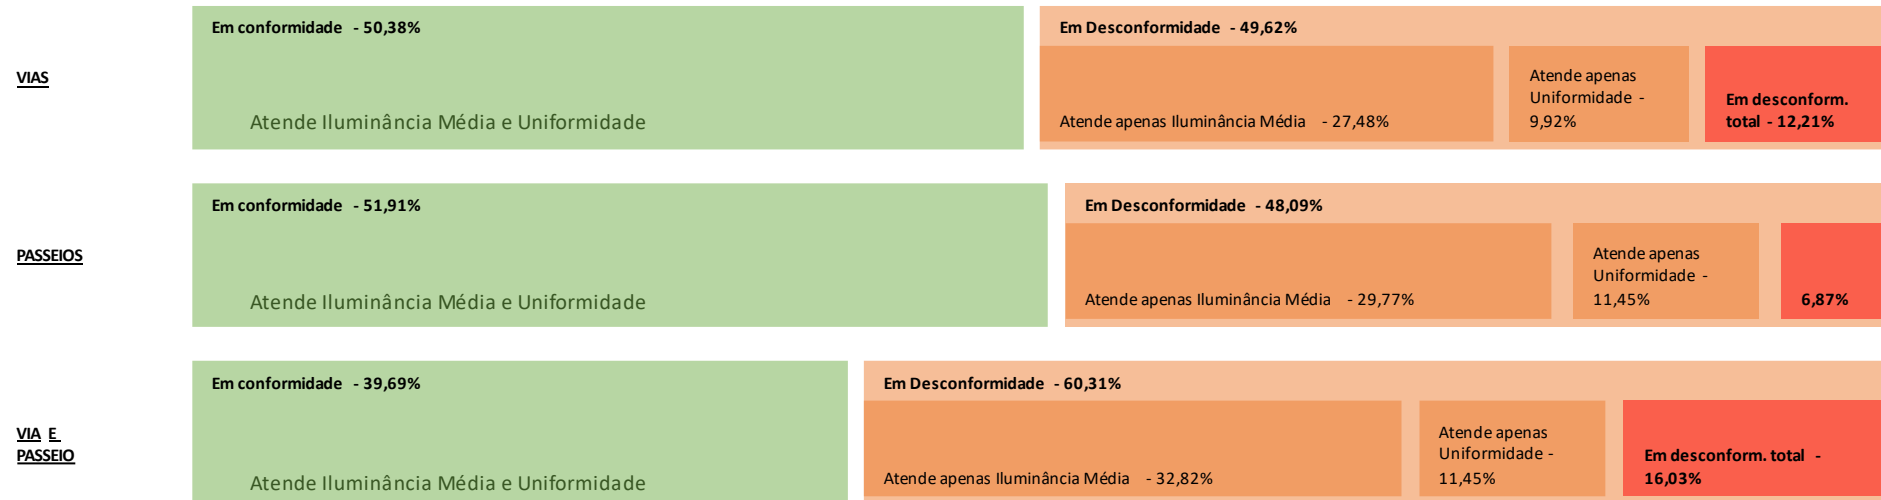 VIAS
Em conformidade - 50,38%
Atende Iluminância Média e Uniformidade
Em Desconformidade - 49,62%
Atende apenas Iluminância Média - 27,48%
Atende apenas
Uniformidade -
9,92%
Em desconform.
total - 12,21%
PASSEIOS
Em conformidade - 51,91%
Atende Iluminância Média e Uniformidade
Em Desconformidade - 48,09%
Atende apenas Iluminância Média - 29,77%
Atende apenas
Uniformidade -
11,45%
6,87%
VIA E
PASSEIO
Em conformidade - 39,69%
Atende Iluminância Média e Uniformidade
Em Desconformidade - 60,31%
Atende apenas Iluminância Média - 32,82%
Atende apenas
Uniformidade -
11,45%
Em desconform. total -
16,03%